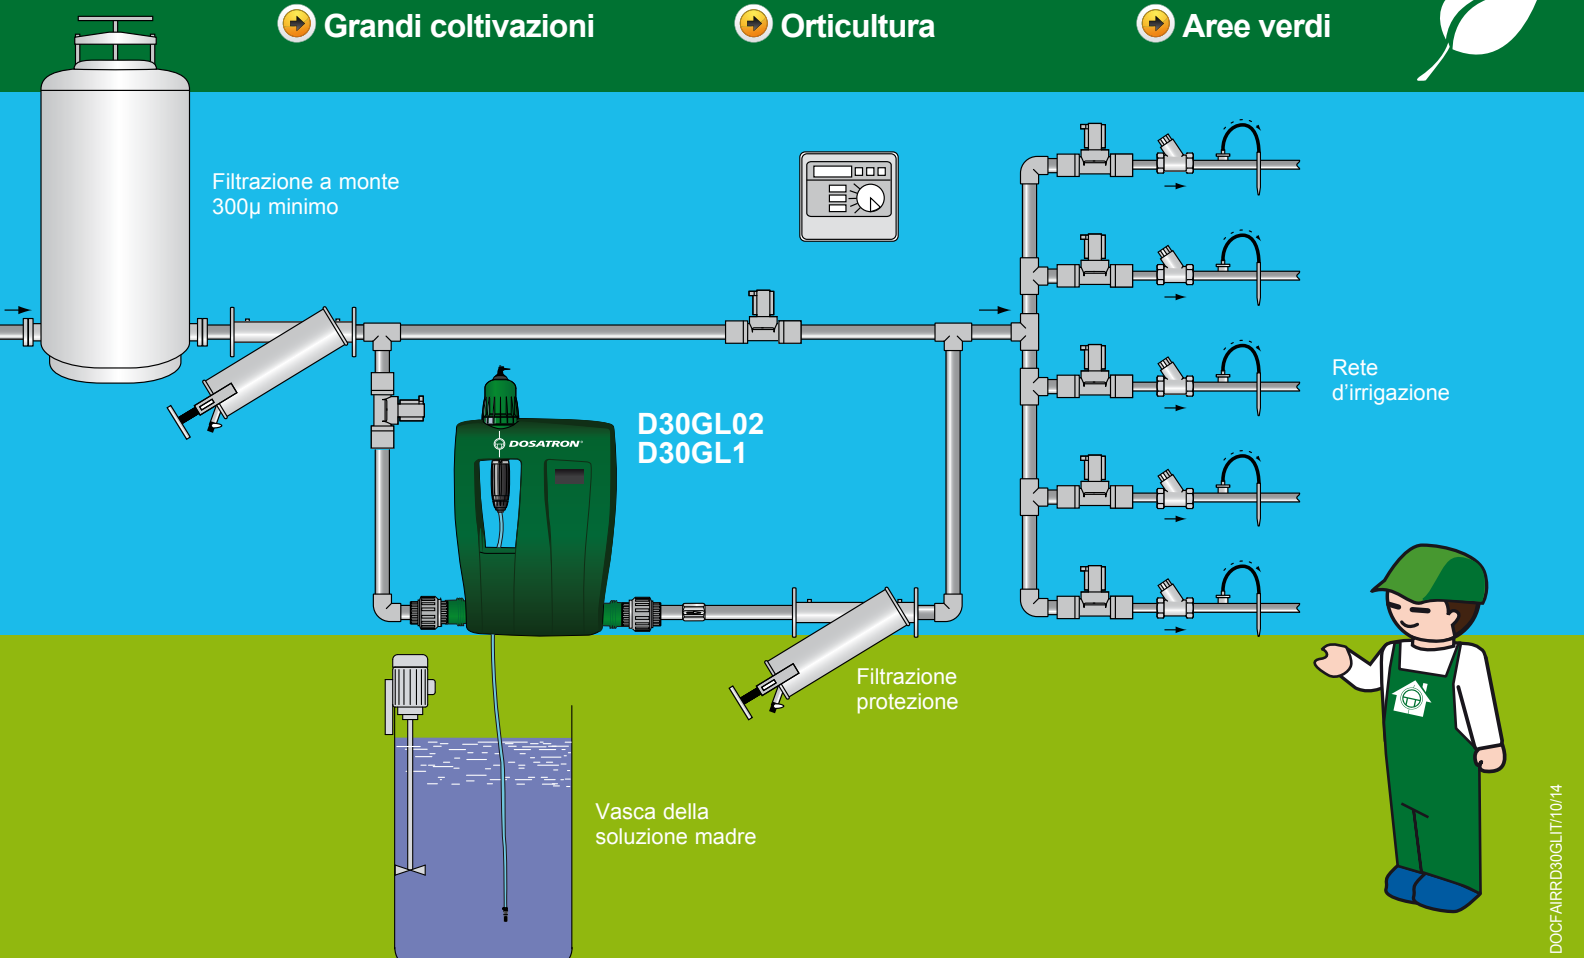 Grandi coltivazioni
Orticultura
Aree verdi
Filtrazione a monte
300µ minimo
Rete
d'irrigazione
D30GL02
D30GL1
DOSATRON
Filtrazione
protezione
Vasca della
soluzione madre
DOCFAIRRD30GLIT/10/14